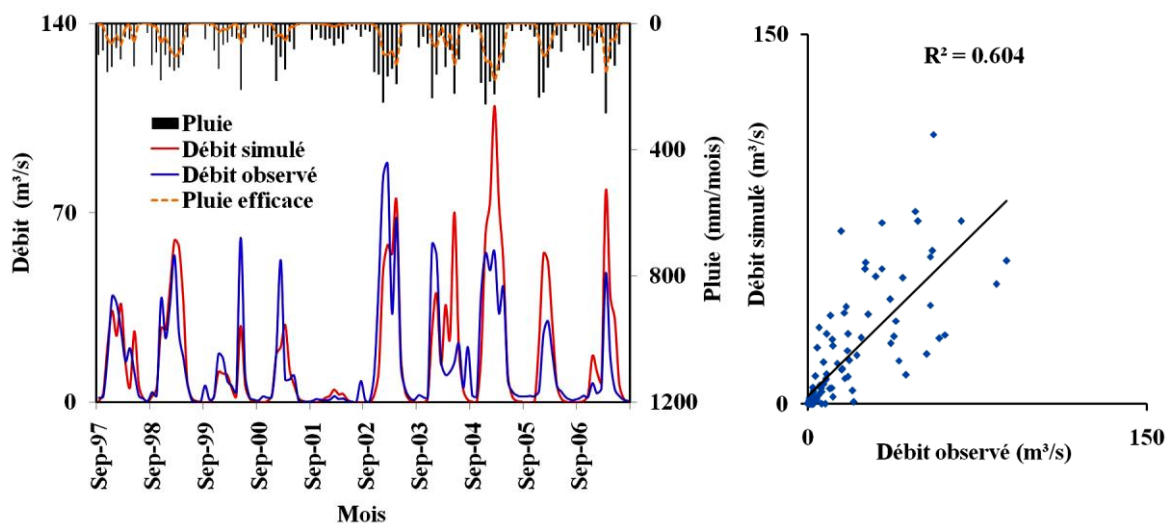 140
70
0
Débit (m³/s)
Pluie
Débit simulé
Débit observé
Pluie efficace
0
400
800
1200
Pluie (mm/mois)
Sep-97
Sep-98
Sep-99
Sep-00
Sep-01
Sep-02
Sep-03
Sep-04
Sep-05
Sep-06
Mois
150
R² = 0.604
Débit simulé (m³/s)
0
0
150
Débit observé (m³/s)